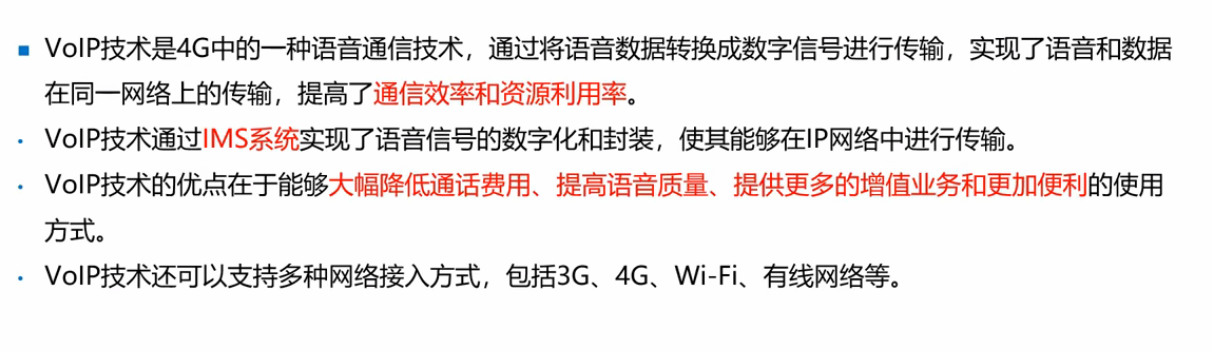 ■ VoIP技术是4G中的一种语音通信技术，通过将语音数据转换成数字信号进行传输，实现了语音和数据
在同一网络上的传输，提高了通信效率和资源利用率。
· VoIP技术通过IMS系统实现了语音信号的数字化和封装，使其能够在IP网络中进行传输。
· VoIP技术的优点在于能够大幅降低通话费用、提高语音质量、提供更多的增值业务和更加便利的使用
方式。
· VoIP技术还可以支持多种网络接入方式，包括3G、4G、Wi-Fi、有线网络等。